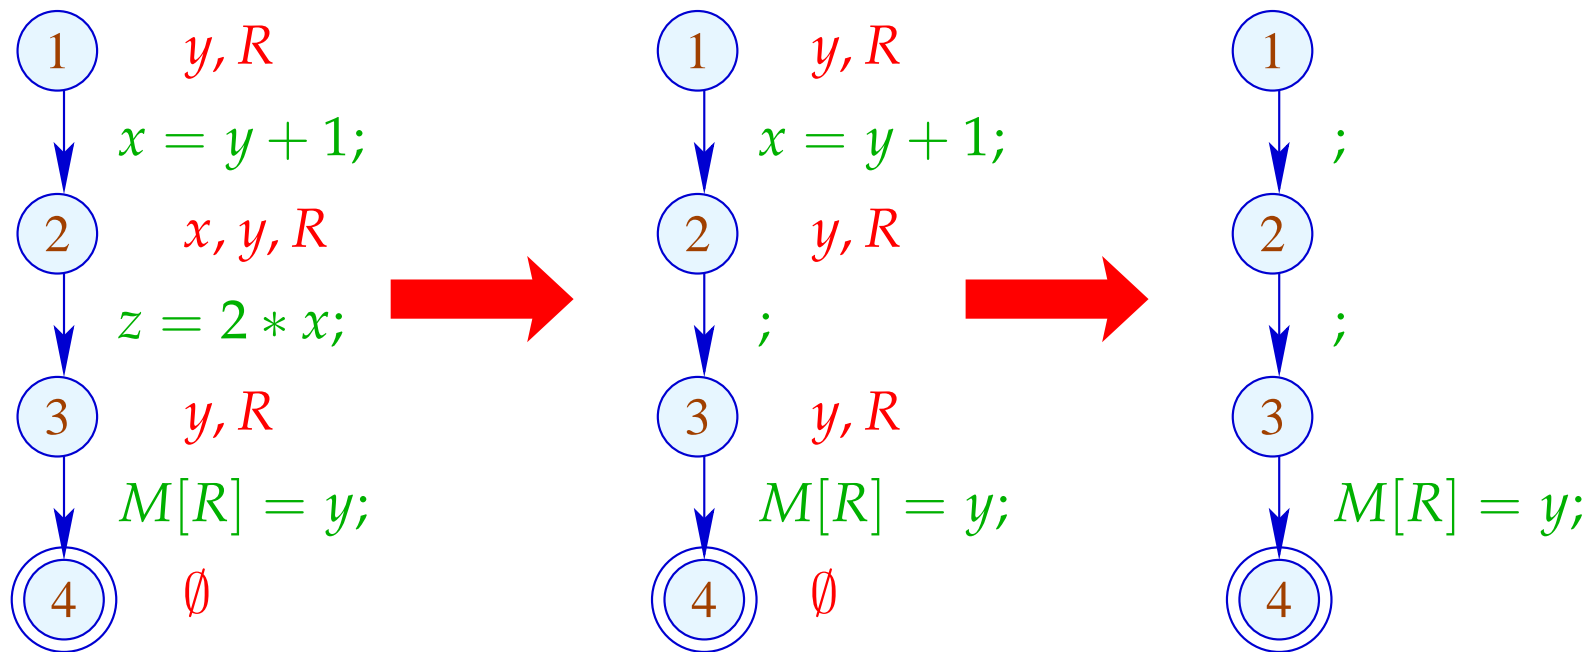 1 y, R 1 y, R 1
x = y + 1; x = y + 1; ;
2 x, y, R 2 y, R 2
z = 2 ∗ x; ; ;
3 y, R 3 y, R 3
M[R] = y; M[R] = y; M[R] = y;
4 ∅ 4 ∅ 4